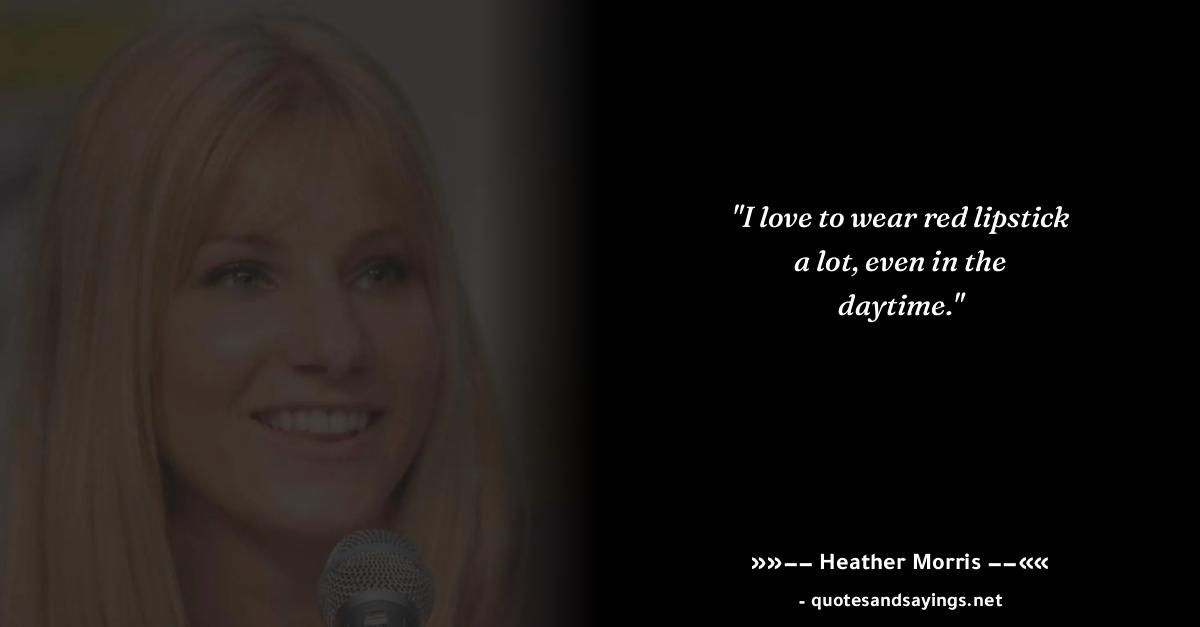 "I love to wear red lipstick
a lot, even in the
daytime."
»»–– Heather Morris ––««
- quotesandsayings.net